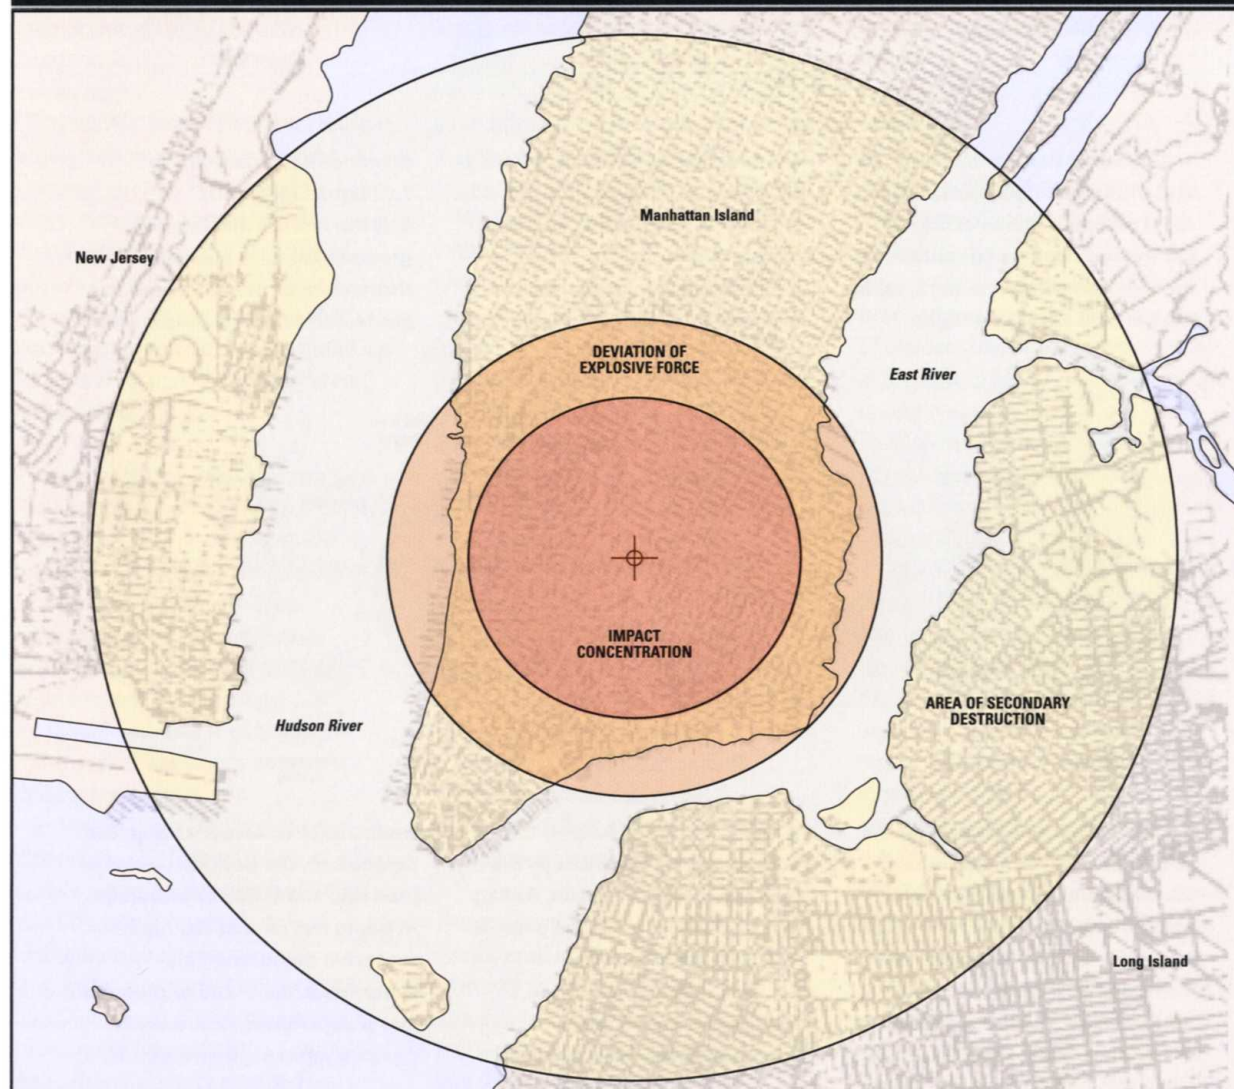 Manhattan Island
New Jersey
DEVIATION OF
EXPLOSIVE FORCE
East River
IMPACT
CONCENTRATION
AREA OF SECONDARY
DESTRUCTION
Hudson River
Long Island